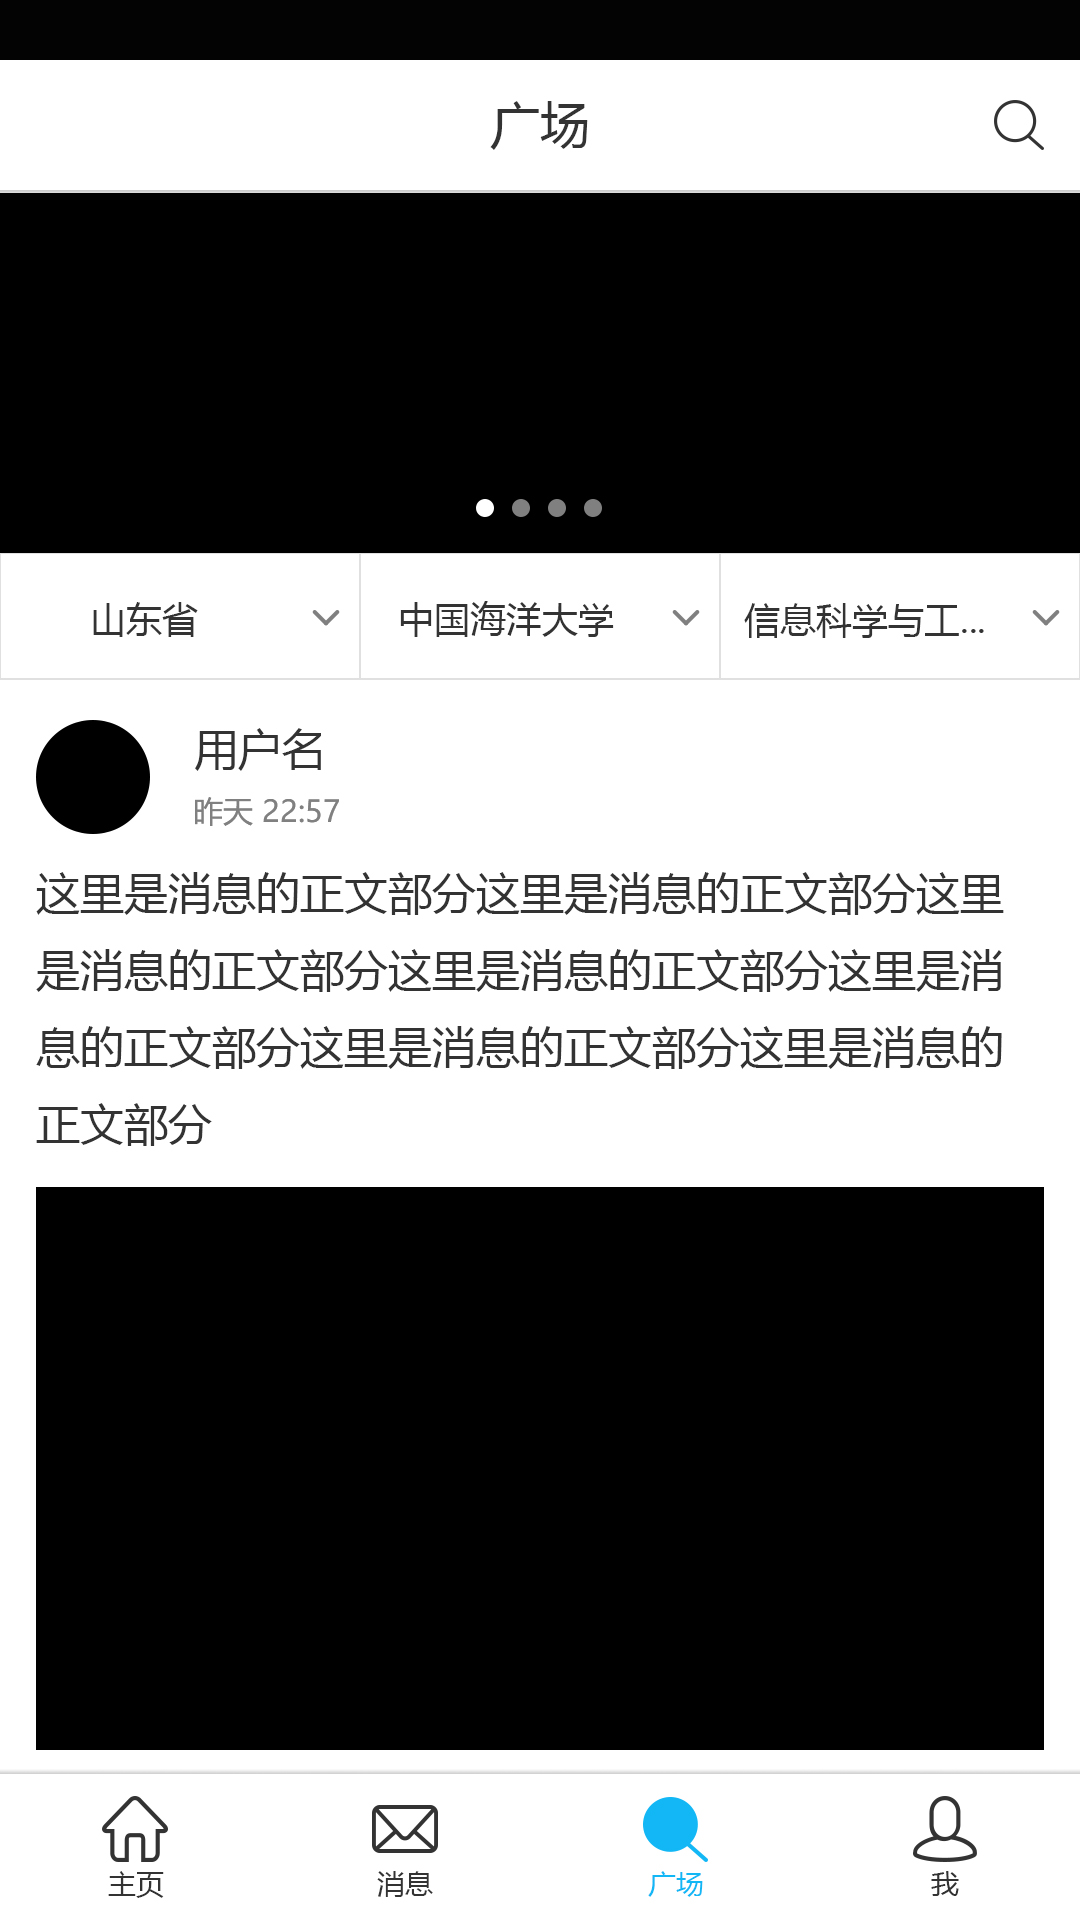 广场
山东省 中国海洋大学 信息科学与工...
用户名
昨天 22:57
这里是消息的正文部分这里是消息的正文部分这里
是消息的正文部分这里是消息的正文部分这里是消
息的正文部分这里是消息的正文部分这里是消息的
正文部分
主页 消息 广场 我